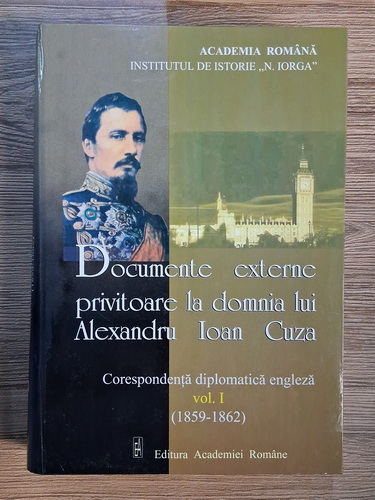 ACADEMIA ROMÂNĂ
INSTITUTUL DE ISTORIE „N. IORGA”
Documente externe
privitoare la domnia lui
Alexandru Ioan Cuza
Corespondență diplomatică engleză
vol. I
(1859-1862)
Editura Academiei Române